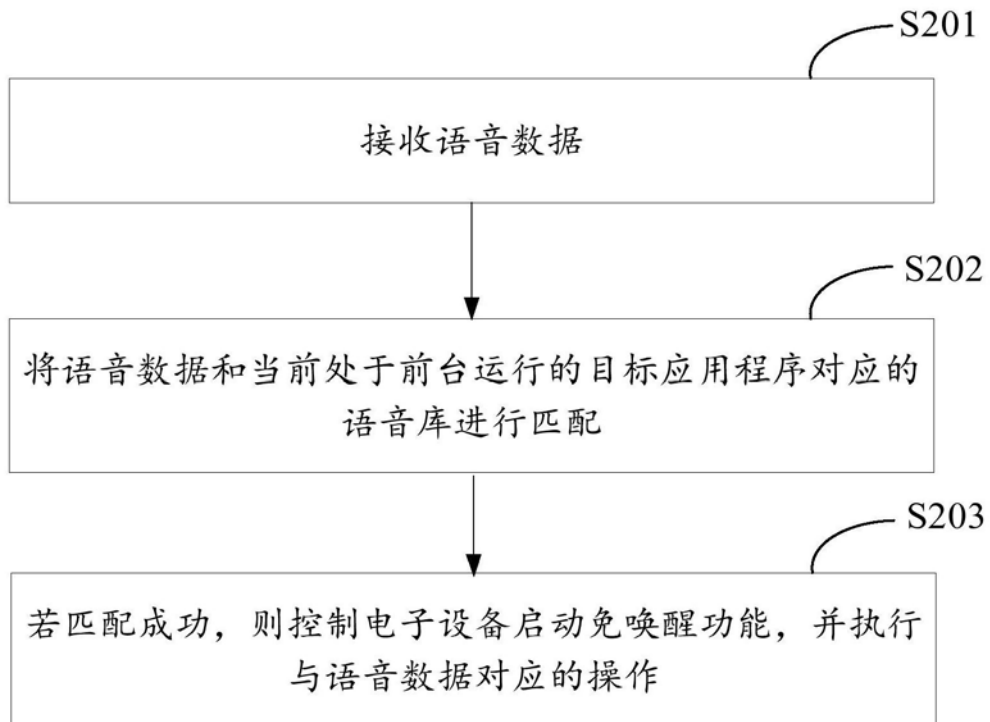 S201
接收语音数据
S202
将语音数据和当前处于前台运行的目标应用程序对应的
语音库进行匹配
S203
若匹配成功，则控制电子设备启动免唤醒功能，并执行
与语音数据对应的操作